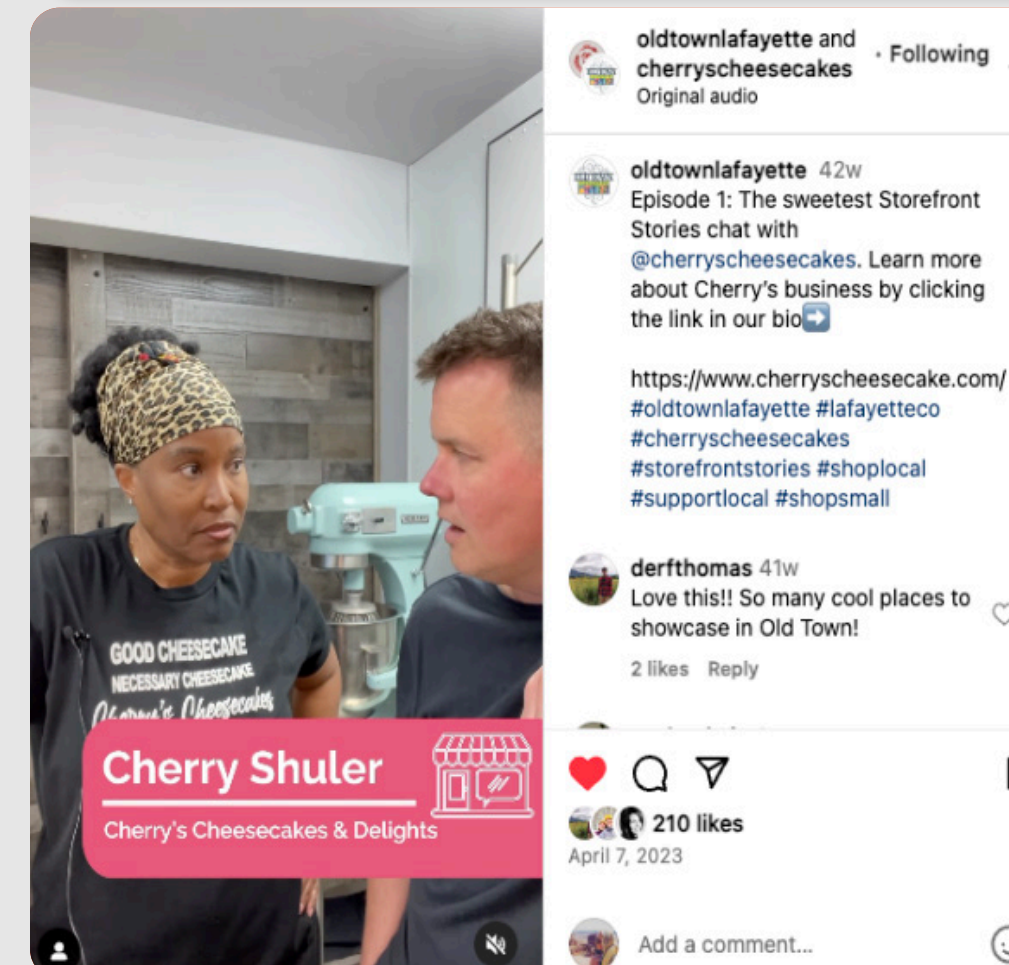 GOOD CHEESECAKE
NECESSARY CHEESECAKE
Cheesecakes
Cherry Shuler
Cherry's Cheesecakes & Delights
oldtownlafayette and
cherryscheesecakes
• Following
Original audio
oldtownlafayette 42w
Episode 1: The sweetest Storefront
Stories chat with
@cherryscheesecakes. Learn more
about Cherry's business by clicking
the link in our bio➡️
https://www.cherryscheesecake.com/
#oldtownlafayette #lafayetteco
#cherryscheesecakes
#storefrontstories #shoplocal
#supportlocal #shopsmall
derfthomas 41w
Love this!! So many cool places to
showcase in Old Town!
2 likes Reply
210 likes
April 7, 2023
Add a comment...